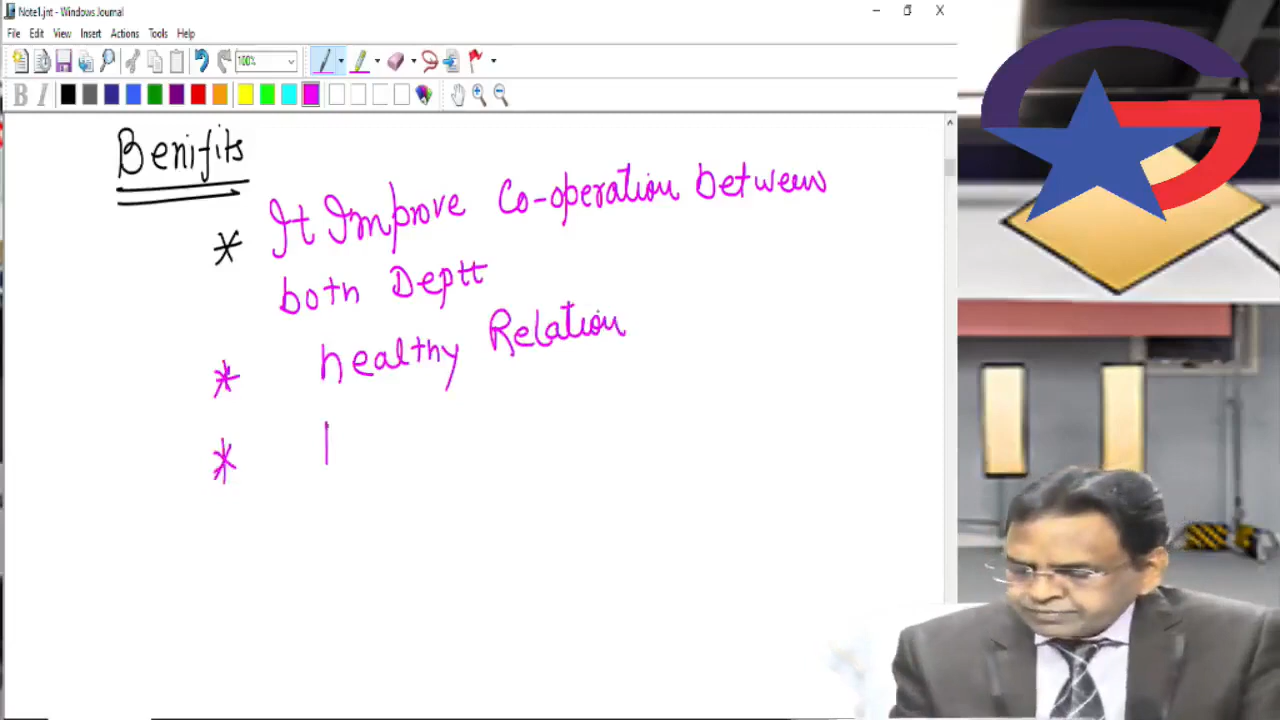 Note1.jnt - Windows Journal
File Edit View Insert Actions Tools Help
100%
B I
Benifits
* It Improve Co-operation between
both Deptt
* healthy Relation
*